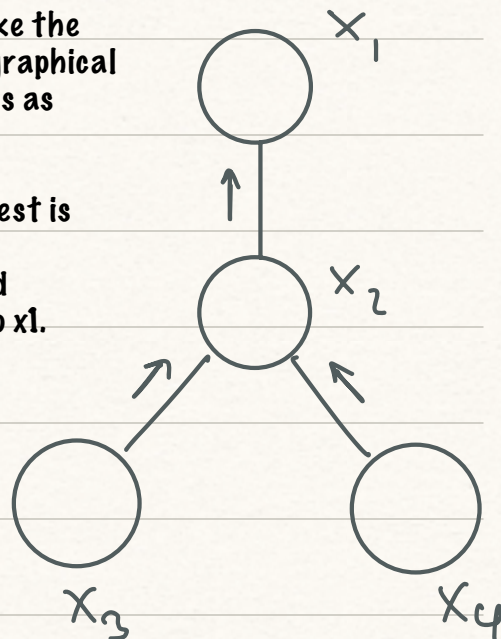 ke the
raphical
s as
est is
d
o x1.
x1
x2
x3
x4